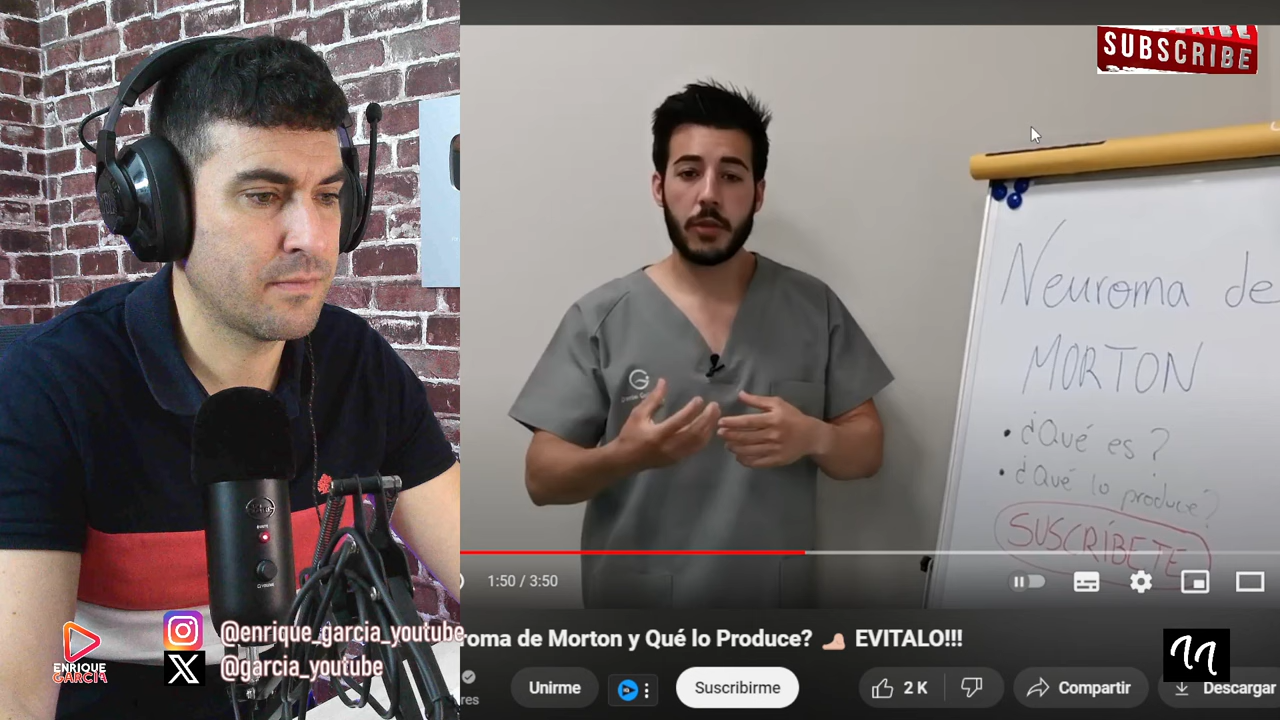 SUBSCRIBE
Neuroma de
MORTON
• ¿Qué es?
• ¿Qué lo produce?
SUSCRÍBETE
1:50 / 3:50
@enrique_garcia_youtube
@garcia_youtube
ENRIQUE
GARCIA
roma de Morton y Qué lo Produce? 🦶🏻 EVITALO!!!
Unirme
Suscribirme
2 K
Compartir
Descargar